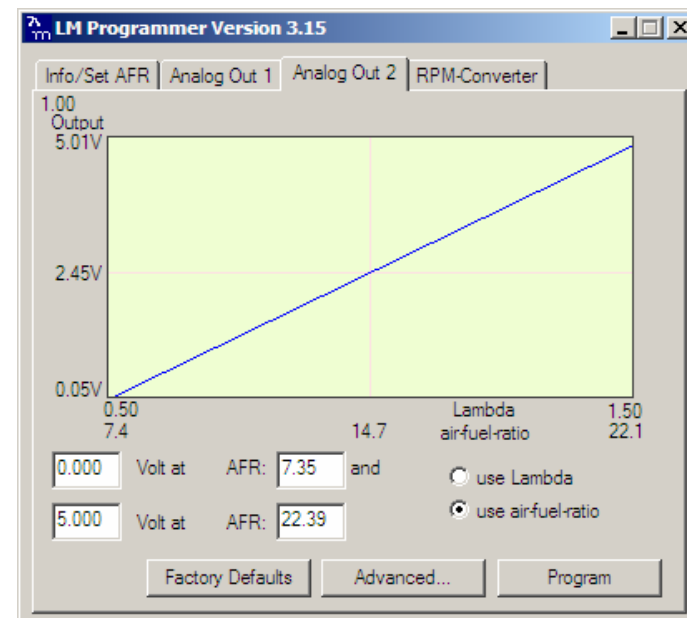 LM Programmer Version 3.15
Info/Set AFR Analog Out 1 Analog Out 2 RPM-Converter
1.00
Output
5.01V
2.45V
0.05V
0.50 Lambda 1.50
7.4 14.7 air-fuel-ratio 22.1
0.000 Volt at AFR: 7.35 and
use Lambda
5.000 Volt at AFR: 22.39
use air-fuel-ratio
Factory Defaults Advanced... Program